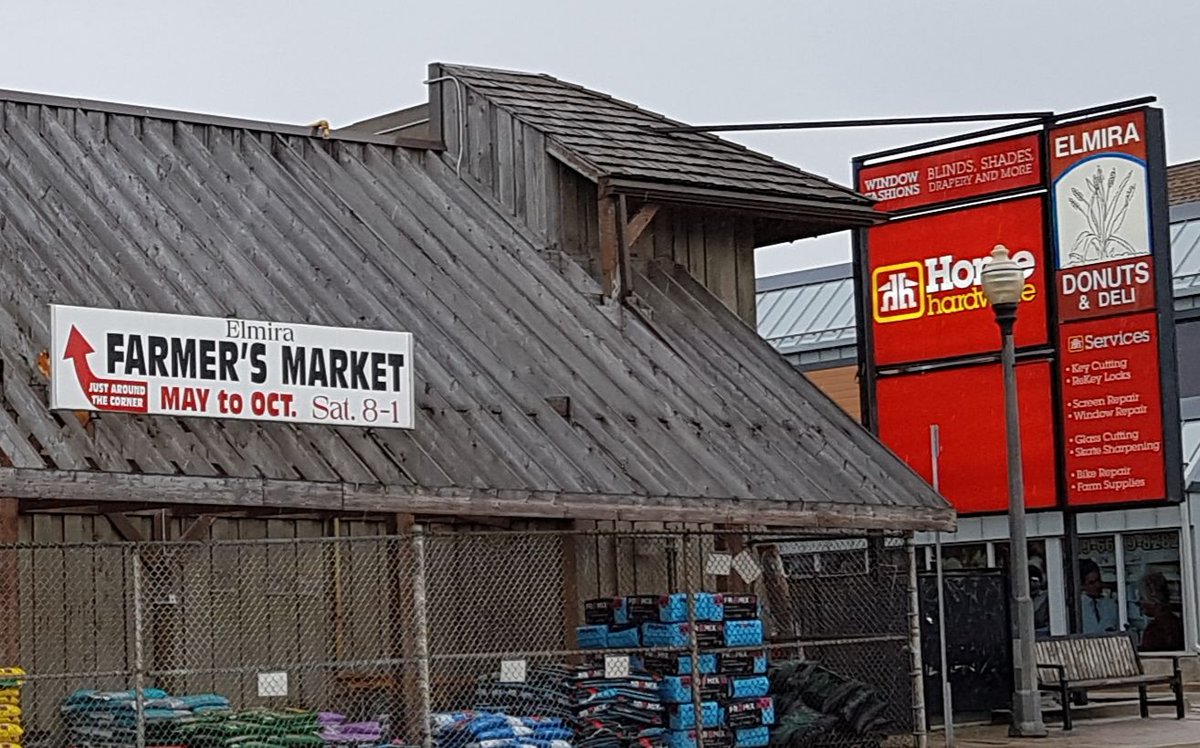 Elmira
FARMER'S MARKET
JUST AROUND
THE CORNER
MAY to OCT. Sat. 8-1
WINDOW
FASHIONS
BLINDS, SHADES,
DRAPERY AND MORE
Home
hardware
ELMIRA
DONUTS
& DELI
Services
• Key Cutting
• ReKey Locks
• Screen Repair
• Window Repair
• Glass Cutting
• Skate Sharpening
• Bike Repair
• Farm Supplies
PRO-MIX